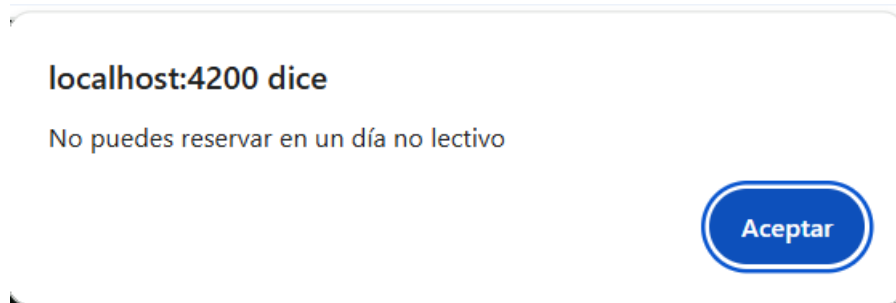 localhost:4200 dice
No puedes reservar en un día no lectivo
Aceptar